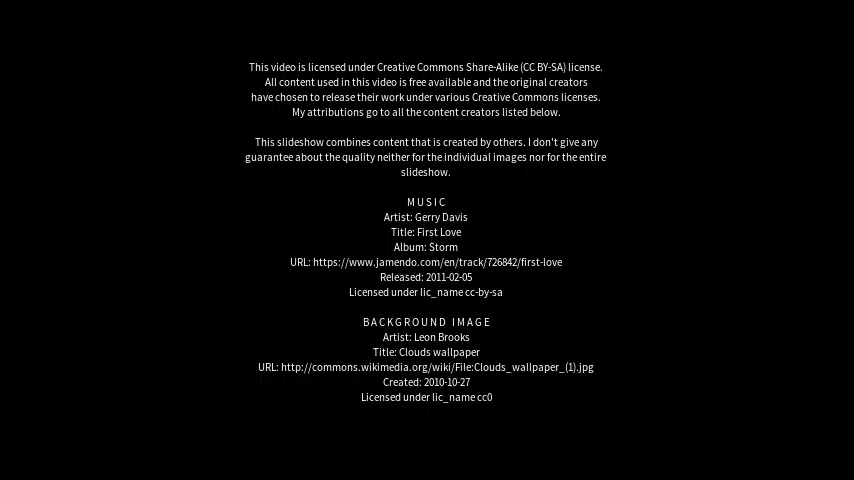 This video is licensed under Creative Commons Share-Alike (CC BY-SA) license.
All content used in this video is free available and the original creators
have chosen to release their work under various Creative Commons licenses.
My attributions go to all the content creators listed below.
This slideshow combines content that is created by others. I don't give any
guarantee about the quality neither for the individual images nor for the entire
slideshow.
MUSIC
Artist: Gerry Davis
Title: First Love
Album: Storm
URL: https://www.jamendo.com/en/track/726842/first-love
Released: 2011-02-05
Licensed under lic_name cc-by-sa
BACKGROUND IMAGE
Artist: Leon Brooks
Title: Clouds wallpaper
URL: http://commons.wikimedia.org/wiki/File:Clouds_wallpaper_(1).jpg
Created: 2010-10-27
Licensed under lic_name cc0